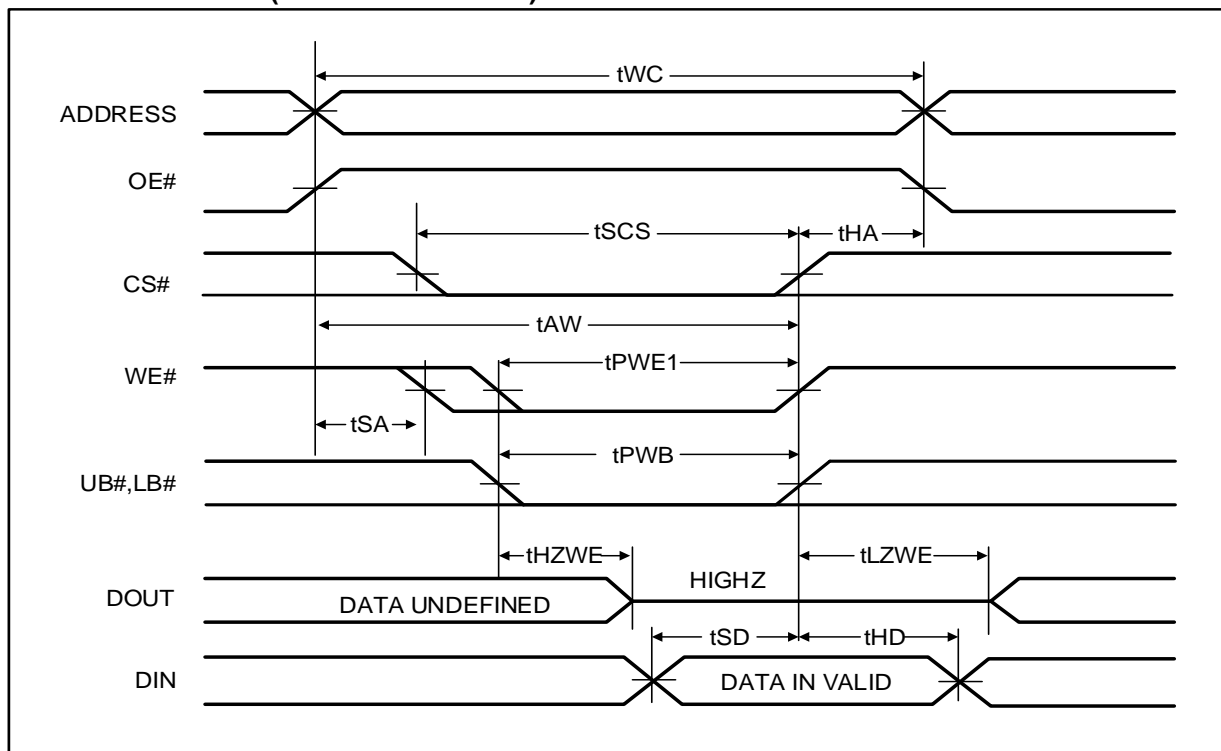 tWC
ADDRESS
OE#
tSCS
tHA
CS#
tAW
tPWE1
WE#
tSA
tPWB
UB#,LB#
tHZWE
tLZWE
HIGHZ
DOUT
DATA UNDEFINED
tSD
tHD
DIN
DATA IN VALID